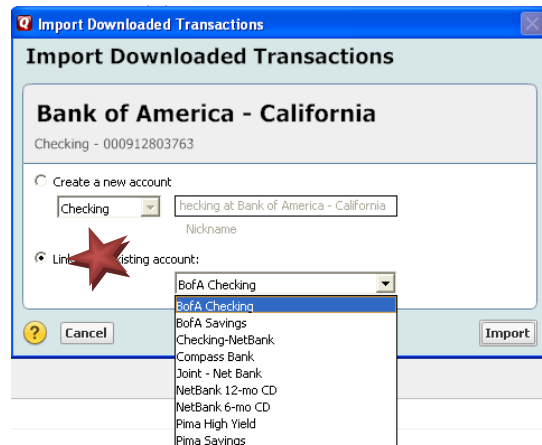 Import Downloaded Transactions
Import Downloaded Transactions
Bank of America - California
Checking - 000912803763
Create a new account
Checking hecking at Bank of America - California
Nickname
Lin isting account:
BofA Checking
BofA Checking
BofA Savings
Checking-NetBank
Compass Bank
Joint - Net Bank
NetBank 12-mo CD
NetBank 6-mo CD
Pima High Yield
Pima Savings
? Cancel Import